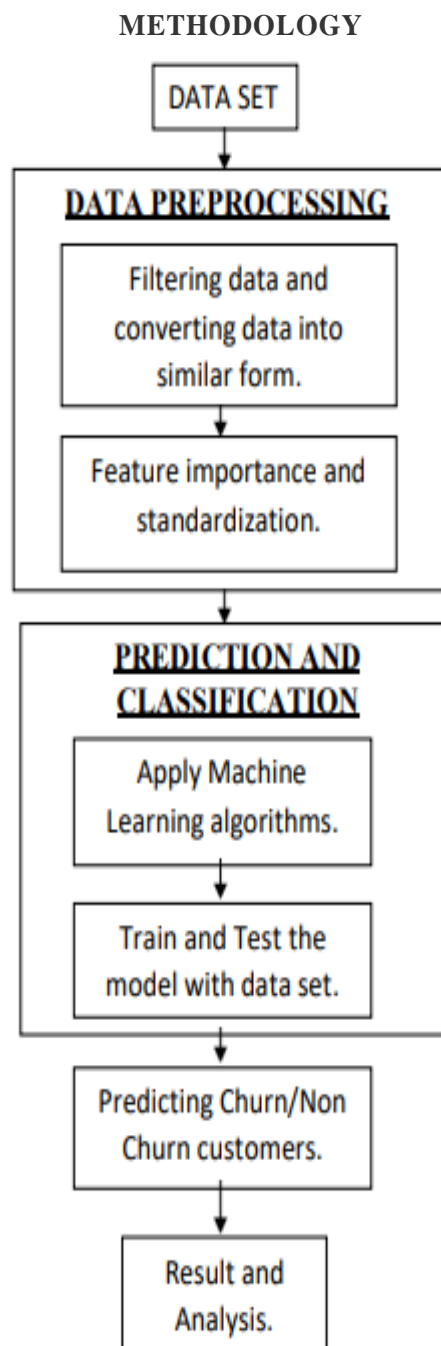 METHODOLOGY
DATA SET
DATA PREPROCESSING
Filtering data and
converting data into
similar form.
Feature importance and
standardization.
PREDICTION AND
CLASSIFICATION
Apply Machine
Learning algorithms.
Train and Test the
model with data set.
Predicting Churn/Non
Churn customers.
Result and
Analysis.